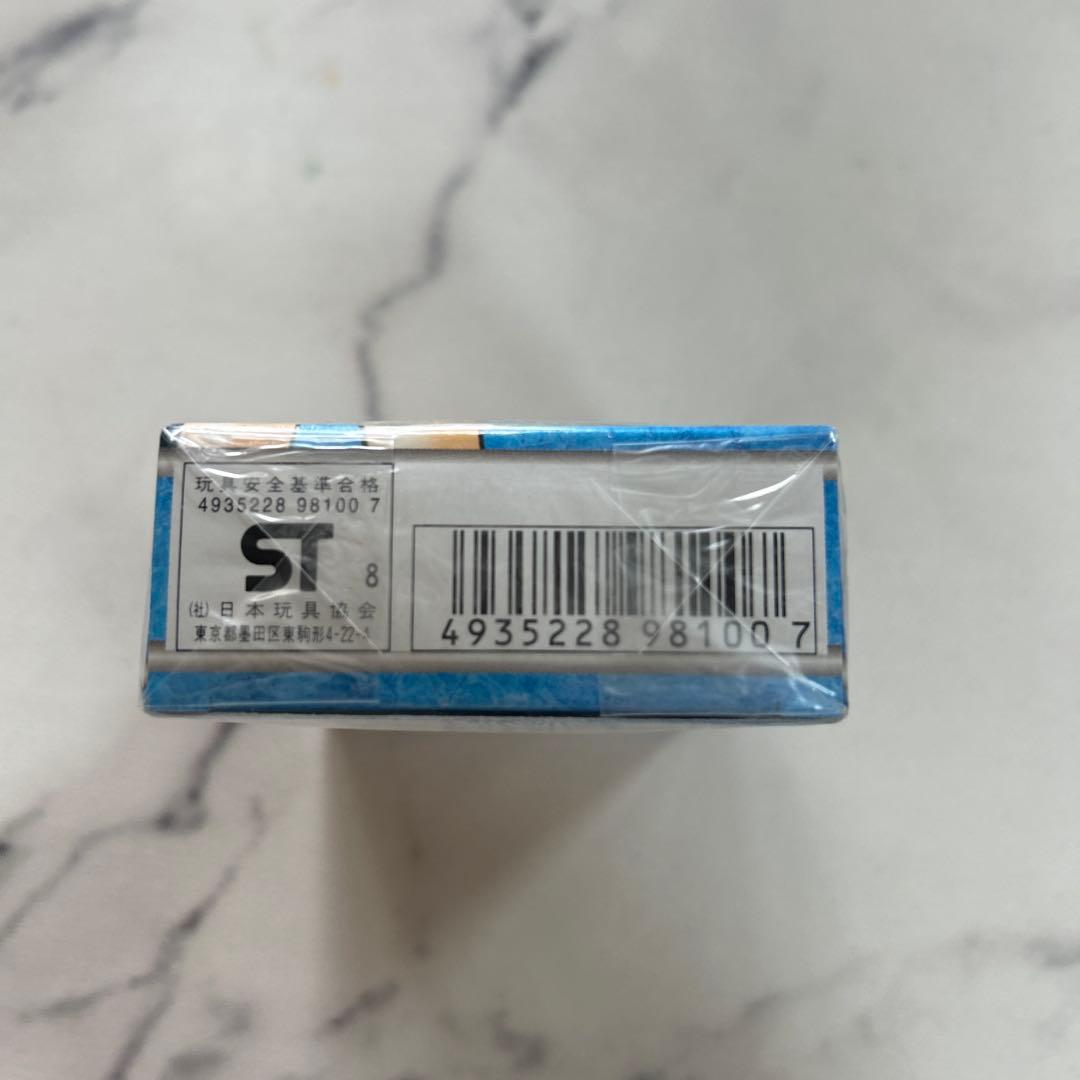 玩具安全基準合格
4935228 98100 7
ST 8
(社)日本玩具協会
東京都墨田区東駒形4-22-4
4935228 98100 7